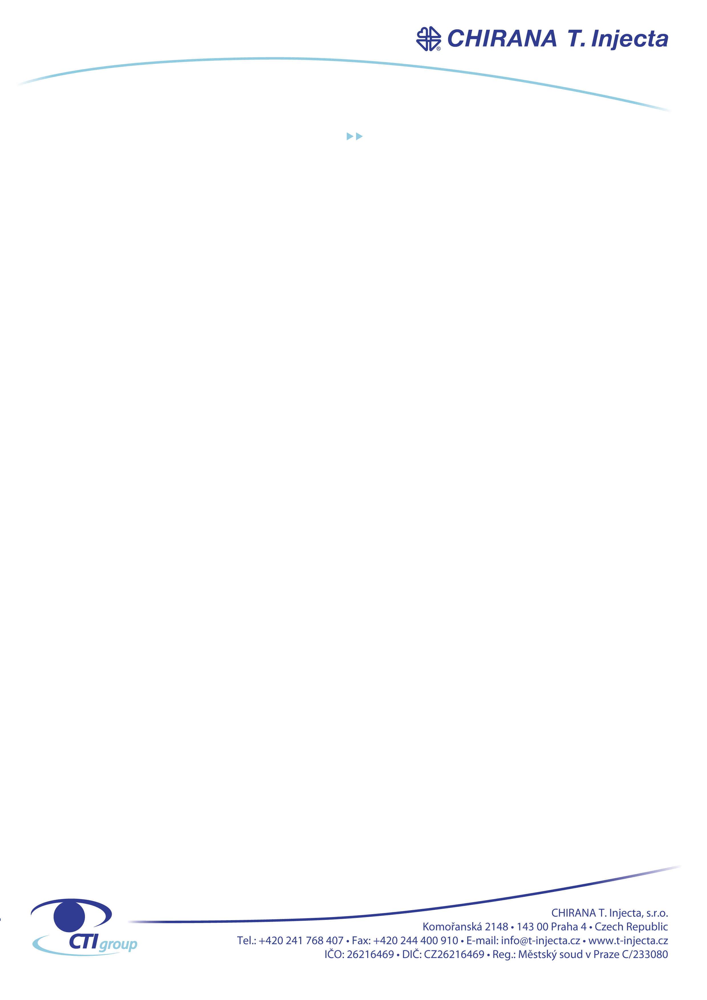 CHIRANA T. Injecta
®
CTI group
CHIRANA T. Injecta, s.r.o.
Komořanská 2148 • 143 00 Praha 4 • Czech Republic
Tel.: +420 241 768 407 • Fax: +420 244 400 910 • E-mail: info@t-injecta.cz • www.t-injecta.cz
IČO: 26216469 • DIČ: CZ26216469 • Reg.: Městský soud v Praze C/233080